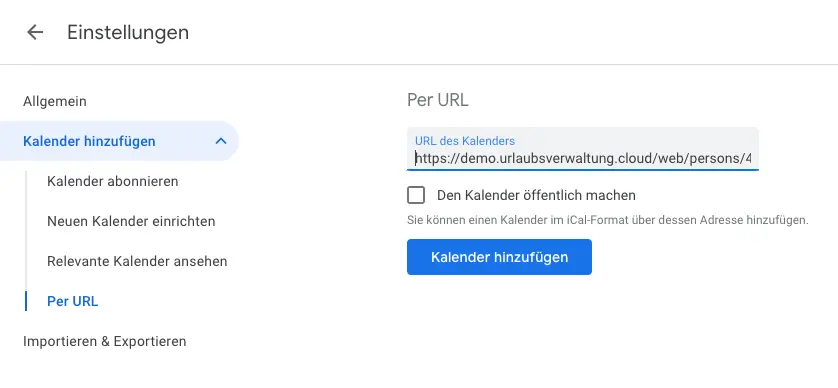 Einstellungen
Allgemein
Kalender hinzufügen
Kalender abonnieren
Neuen Kalender einrichten
Relevante Kalender ansehen
Per URL
Importieren & Exportieren
Per URL
URL des Kalenders
https://demo.urlaubsverwaltung.cloud/web/persons/4
Den Kalender öffentlich machen
Sie können einen Kalender im iCal-Format über dessen Adresse hinzufügen.
Kalender hinzufügen